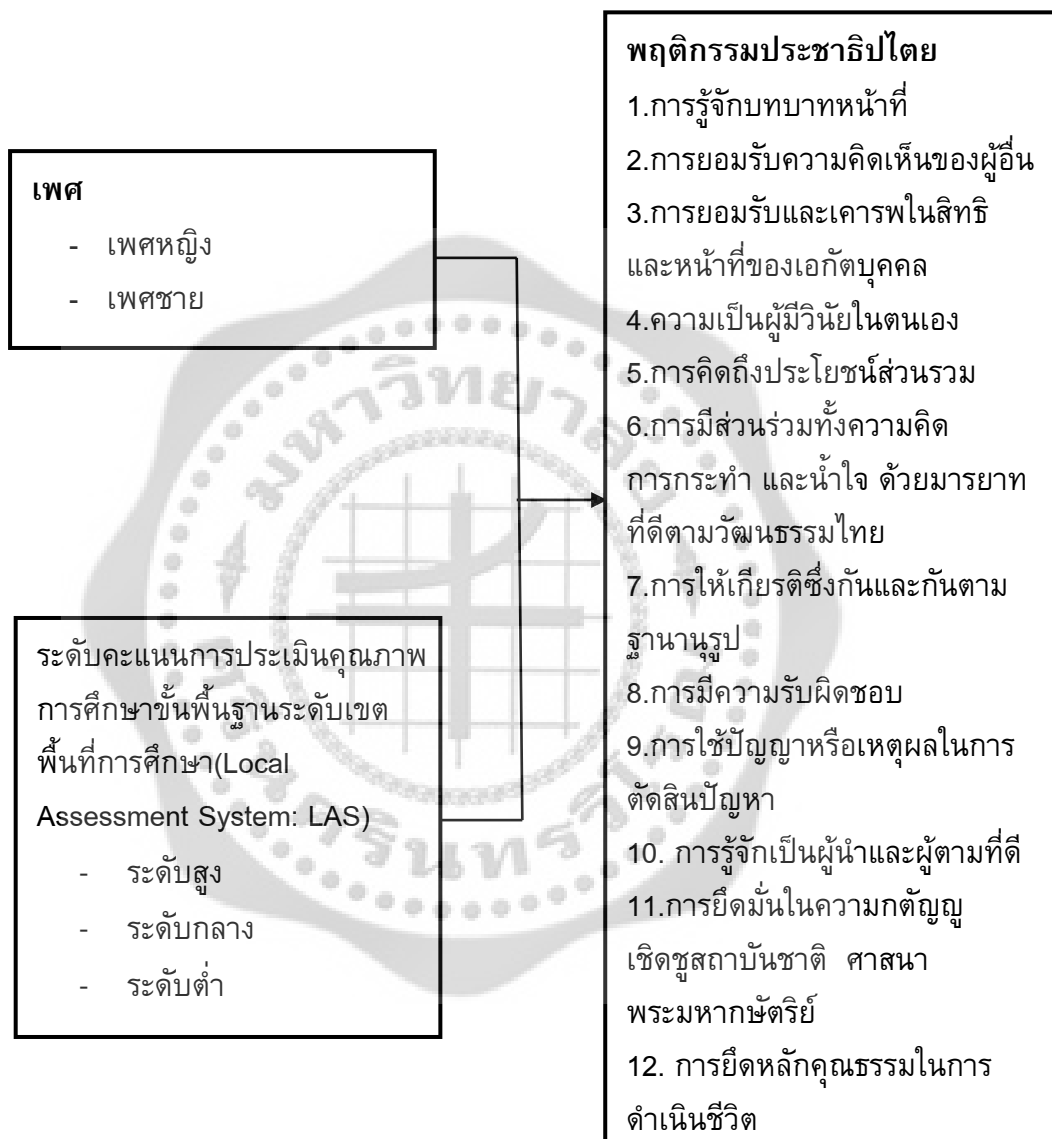 เพศ
- เพศหญิง
- เพศชาย
ระดับคะแนนการประเมินคุณภาพ
การศึกษาขั้นพื้นฐานระดับเขต
พื้นที่การศึกษา(Local
Assessment System: LAS)
- ระดับสูง
- ระดับกลาง
- ระดับต่ำ
พฤติกรรมประชาธิปไตย
1.การรู้จักบทบาทหน้าที่
2.การยอมรับความคิดเห็นของผู้อื่น
3.การยอมรับและเคารพในสิทธิ
และหน้าที่ของเอกัตบุคคล
4.ความเป็นผู้มีวินัยในตนเอง
5.การคิดถึงประโยชน์ส่วนรวม
6.การมีส่วนร่วมทั้งความคิด
การกระทำ และน้ำใจ ด้วยมารยาท
ที่ดีตามวัฒนธรรมไทย
7.การให้เกียรติซึ่งกันและกันตาม
ฐานานุรูป
8.การมีความรับผิดชอบ
9.การใช้ปัญญาหรือเหตุผลในการ
ตัดสินปัญหา
10. การรู้จักเป็นผู้นำและผู้ตามที่ดี
11.การยึดมั่นในความกตัญญู
เชิดชูสถาบันชาติ ศาสนา
พระมหากษัตริย์
12. การยึดหลักคุณธรรมในการ
ดำเนินชีวิต
มหาวิทยาลัย
ศรีนครินทรวิโรฒ